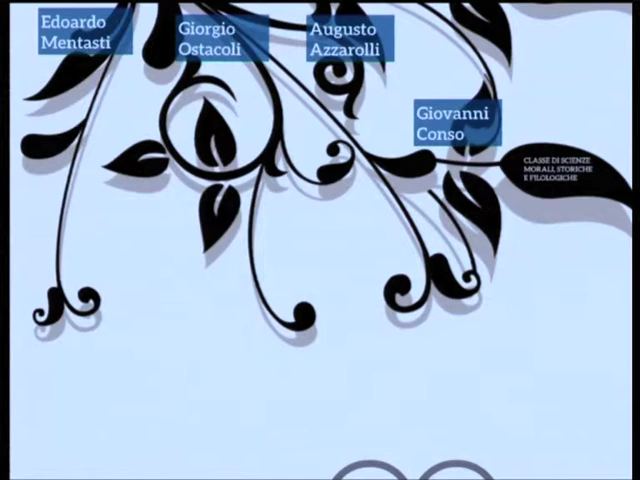 Edoardo
Mentasti
Giorgio
Ostacoli
Augusto
Azzarolli
Giovanni
Conso
CLASSE DI SCIENZE
MORALI, STORICHE
E FILOLOGICHE